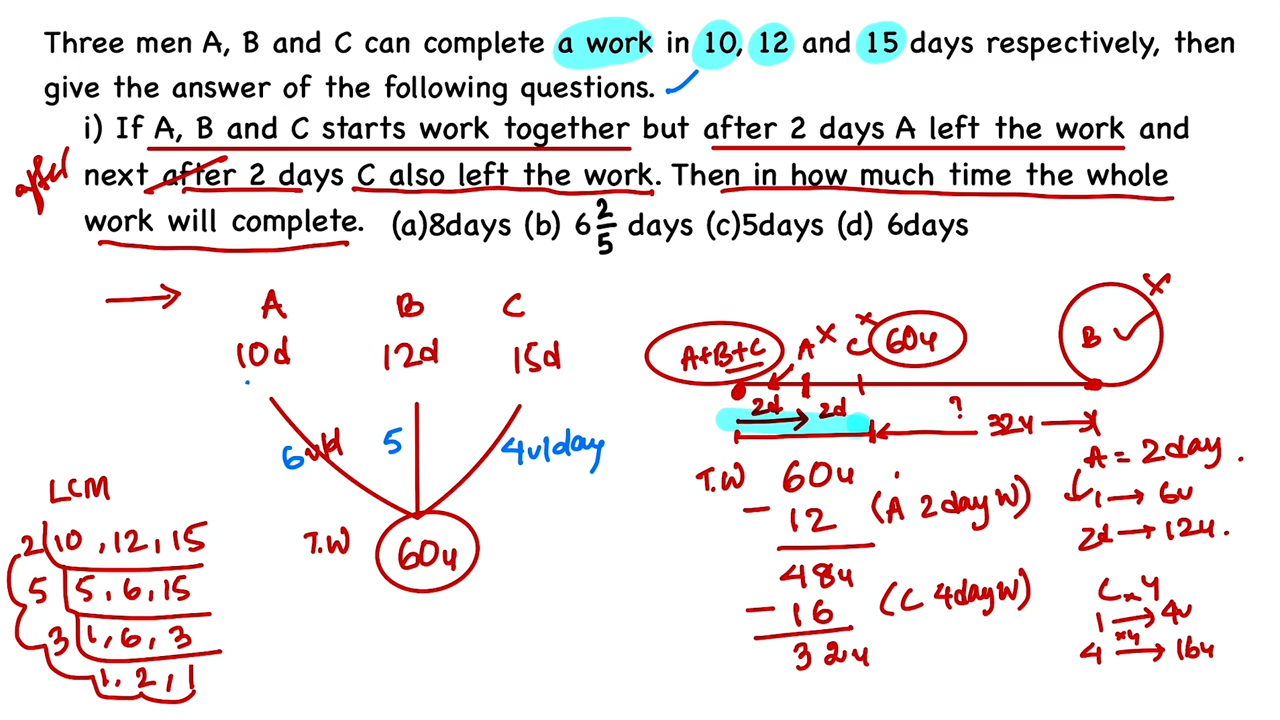 Three men A, B and C can complete a work in 10, 12 and 15 days respectively, then
give the answer of the following questions.
i) If A, B and C starts work together but after 2 days A left the work and
after
next after 2 days C also left the work. Then in how much time the whole
work will complete. (a)8days (b) 6 2/5 days (c)5days (d) 6days
A B C
10d 12d 15d
6u/d 5 4u/day
T.W 60u
LCM
2 10, 12, 15
5 5, 6, 15
3 1, 6, 3
1, 2, 1
A+B+C A x C x 60u B ✓ x
2d 2d ? 32u
T.W 60u
- 12 (A 2dayW)
48u
- 16 (C 4dayW)
32u
A = 2day.
1 → 6u
2d → 12u.
C x 4
1 → 4u
4 x4 → 16u